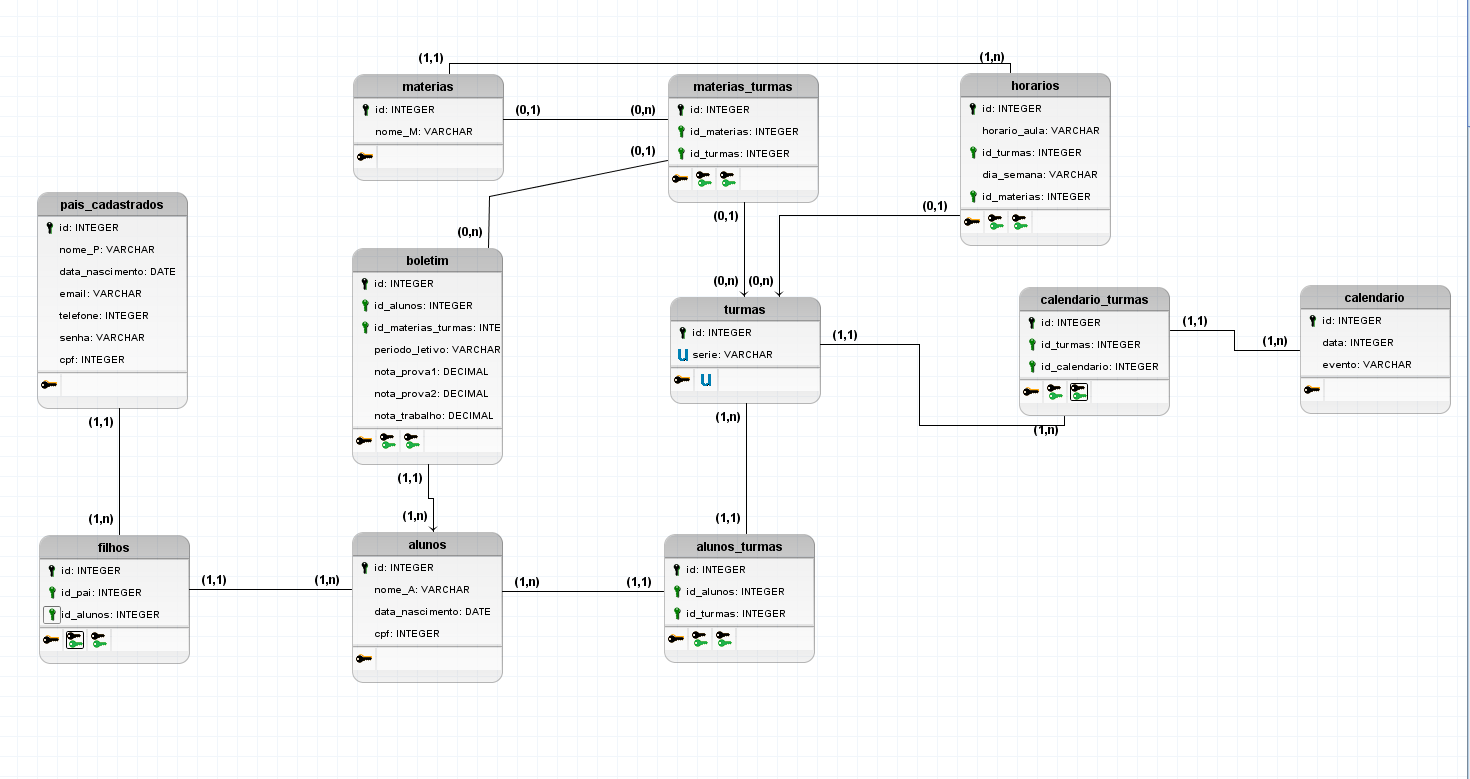 (1,1)
(1,n)
materias
id: INTEGER
nome_M: VARCHAR
(0,1)
(0,n)
materias_turmas
id: INTEGER
id_materias: INTEGER
id_turmas: INTEGER
(0,1)
(0,n)
horarios
id: INTEGER
horario_aula: VARCHAR
id_turmas: INTEGER
dia_semana: VARCHAR
id_materias: INTEGER
(0,1)
(0,1)
(0,n)
(0,n)
pais_cadastrados
id: INTEGER
nome_P: VARCHAR
data_nascimento: DATE
email: VARCHAR
telefone: INTEGER
senha: VARCHAR
cpf: INTEGER
(1,1)
(1,n)
boletim
id: INTEGER
id_alunos: INTEGER
id_materias_turmas: INTE
periodo_letivo: VARCHAR
nota_prova1: DECIMAL
nota_prova2: DECIMAL
nota_trabalho: DECIMAL
(1,1)
(1,n)
turmas
id: INTEGER
U serie: VARCHAR
U
(1,1)
(1,n)
(1,n)
(1,1)
calendario_turmas
id: INTEGER
id_turmas: INTEGER
id_calendario: INTEGER
(1,1)
(1,n)
calendario
id: INTEGER
data: INTEGER
evento: VARCHAR
filhos
id: INTEGER
id_pai: INTEGER
id_alunos: INTEGER
(1,1)
(1,n)
alunos
id: INTEGER
nome_A: VARCHAR
data_nascimento: DATE
cpf: INTEGER
(1,n)
(1,1)
alunos_turmas
id: INTEGER
id_alunos: INTEGER
id_turmas: INTEGER